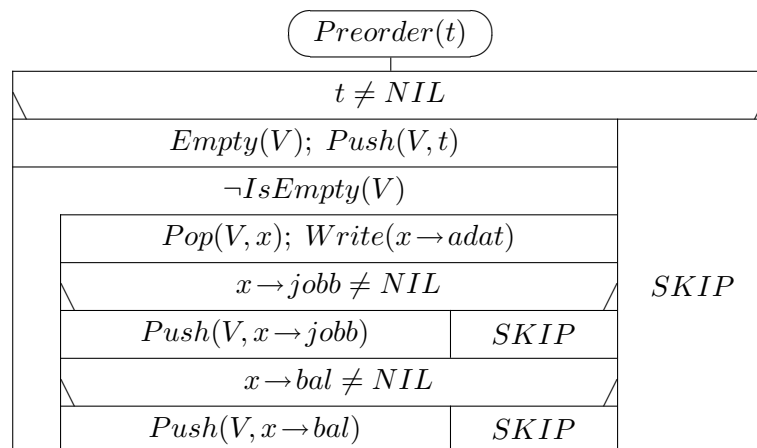 Preorder(t)
t ≠ NIL
Empty(V); Push(V, t)
¬IsEmpty(V)
Pop(V, x); Write(x→adat)
x→jobb ≠ NIL
SKIP
Push(V, x→jobb) SKIP
x→bal ≠ NIL
Push(V, x→bal) SKIP